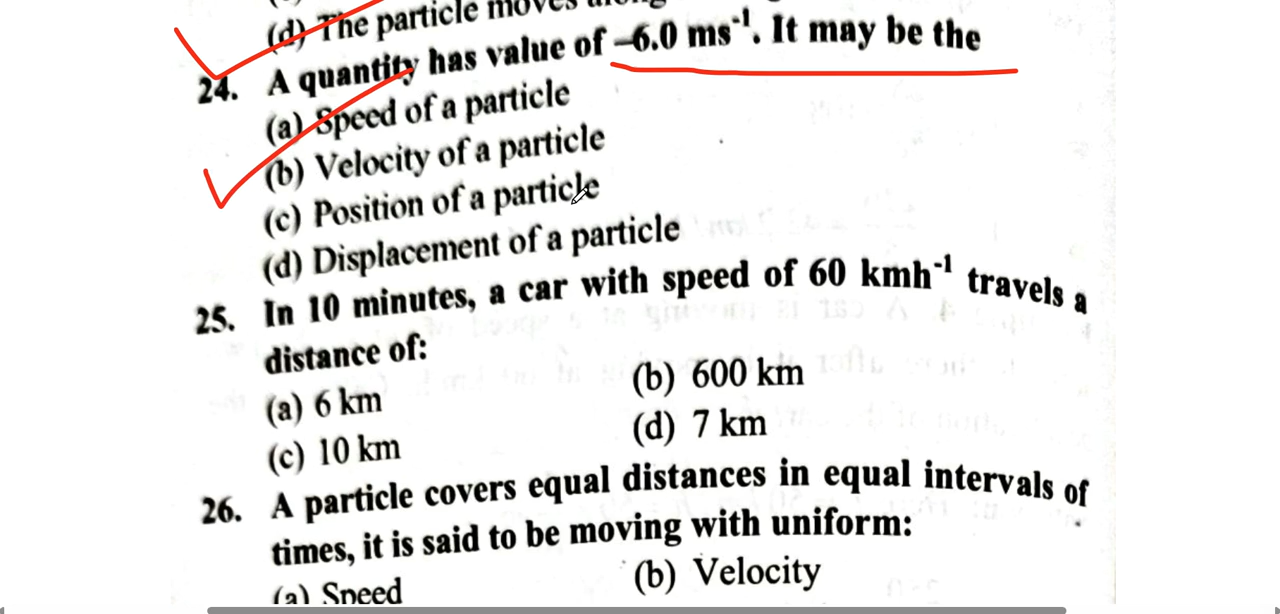 (d) The particle moves
24. A quantity has value of –6.0 ms⁻¹. It may be the
(a) Speed of a particle
(b) Velocity of a particle
(c) Position of a particle
(d) Displacement of a particle
25. In 10 minutes, a car with speed of 60 kmh⁻¹ travels a
distance of:
(a) 6 km (b) 600 km
(c) 10 km (d) 7 km
26. A particle covers equal distances in equal intervals of
times, it is said to be moving with uniform:
(a) Speed (b) Velocity